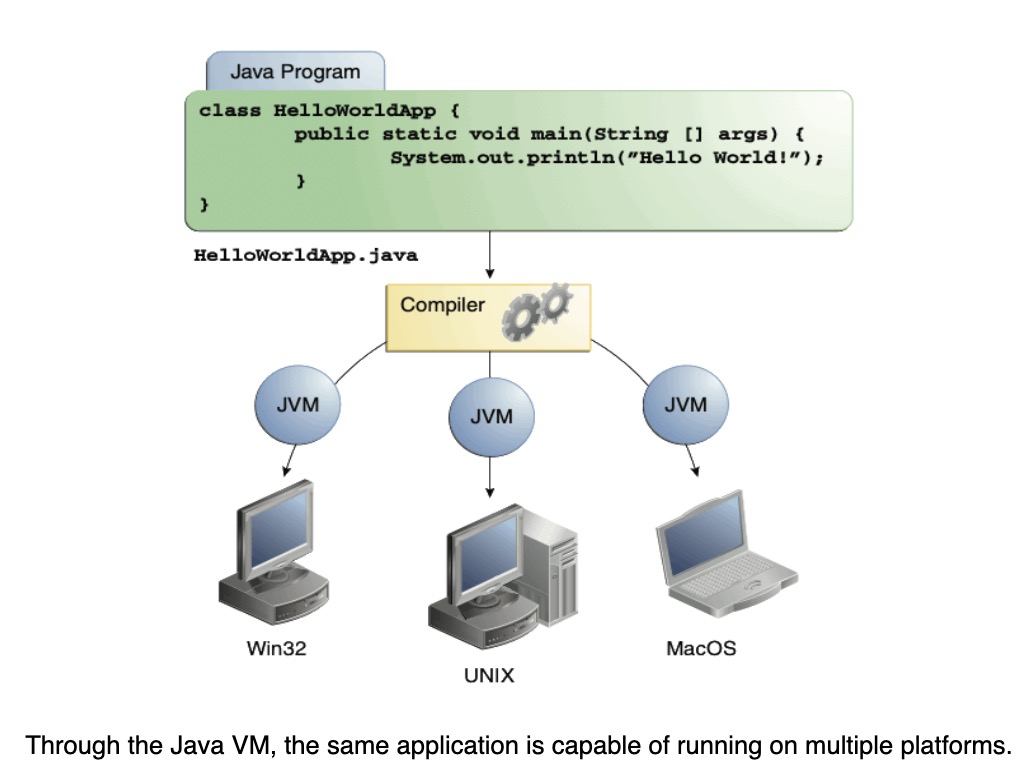 Java Program
class HelloWorldApp {
public static void main(String [] args) {
System.out.println(”Hello World!”);
}
}
HelloWorldApp.java
Compiler
JVM
JVM
JVM
Win32
UNIX
MacOS
Through the Java VM, the same application is capable of running on multiple platforms.